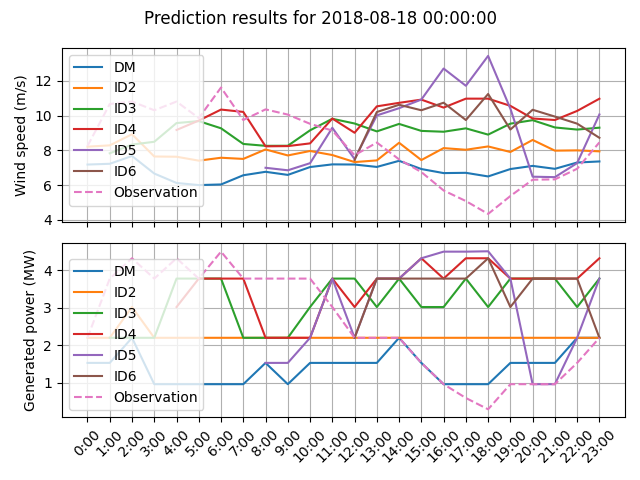 Prediction results for 2018-08-18 00:00:00
Wind speed (m/s)
12
10
8
6
4
DM
ID2
ID3
ID4
ID5
ID6
Observation
Generated power (MW)
4
3
2
1
DM
ID2
ID3
ID4
ID5
ID6
Observation
0:00
1:00
2:00
3:00
4:00
5:00
6:00
7:00
8:00
9:00
10:00
11:00
12:00
13:00
14:00
15:00
16:00
17:00
18:00
19:00
20:00
21:00
22:00
23:00